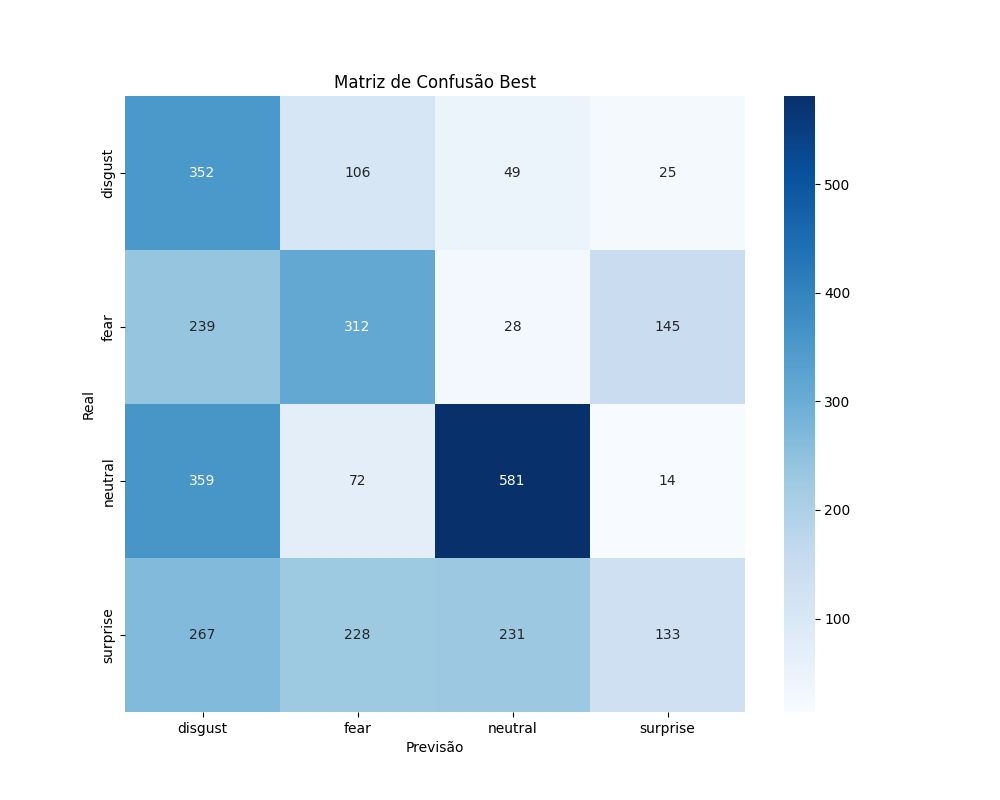 Matriz de Confusão Best
disgust 352 106 49 25
fear 239 312 28 145
neutral 359 72 581 14
surprise 267 228 231 133
Real
disgust fear neutral surprise
Previsão
500
400
300
200
100